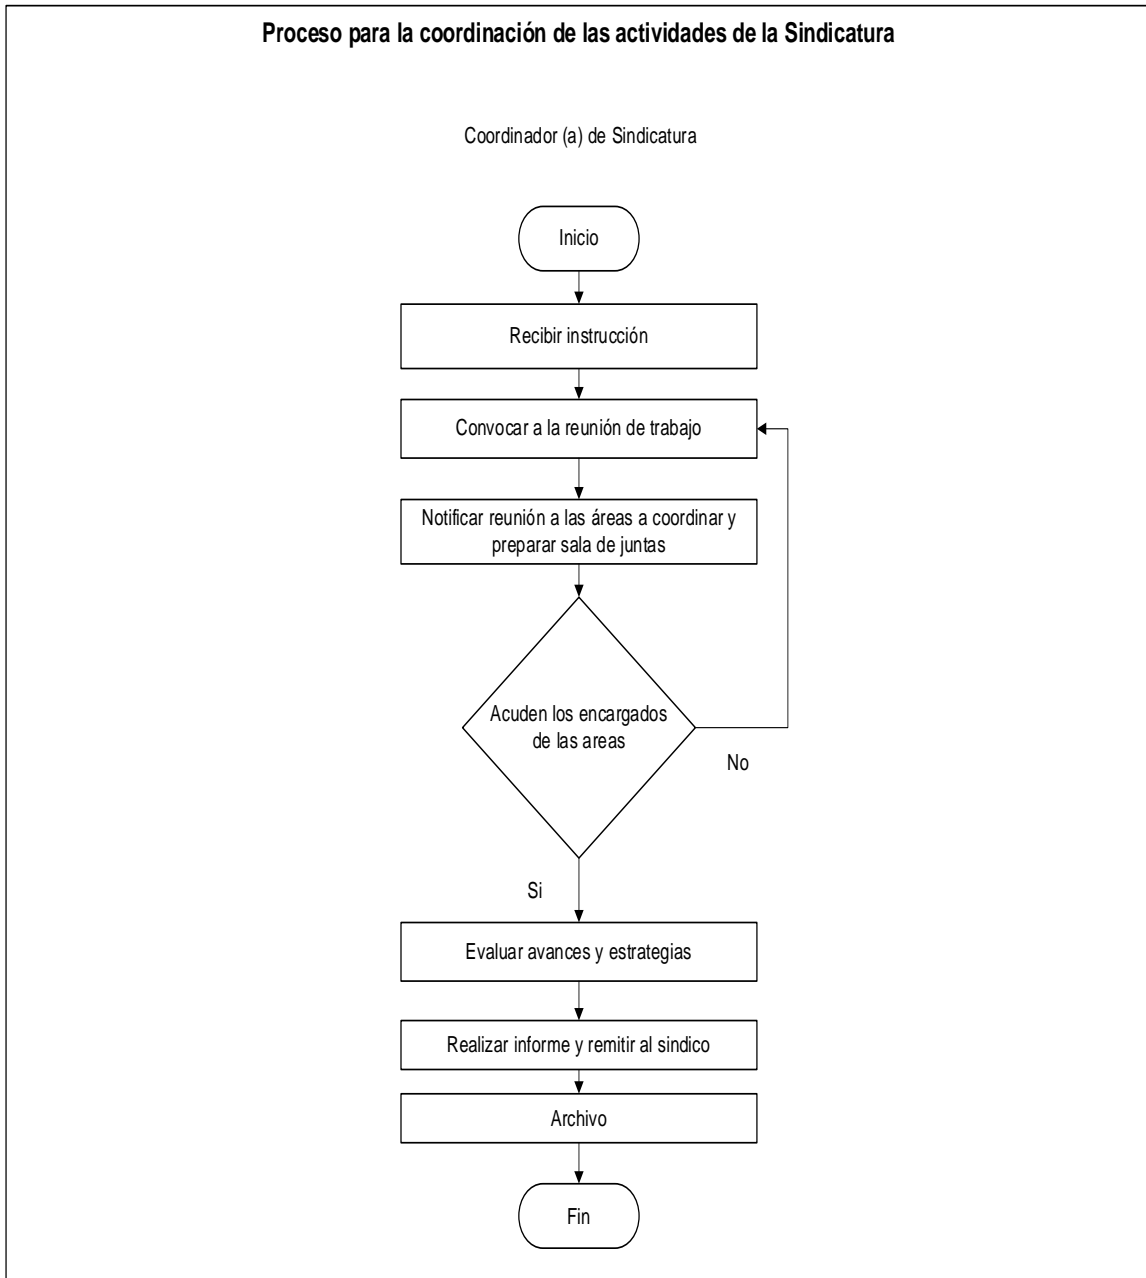 Proceso para la coordinación de las actividades de la Sindicatura
Coordinador (a) de Sindicatura
Inicio
Recibir instrucción
Convocar a la reunión de trabajo
Notificar reunión a las áreas a coordinar y
preparar sala de juntas
Acuden los encargados
de las areas
No
Si
Evaluar avances y estrategias
Realizar informe y remitir al sindico
Archivo
Fin